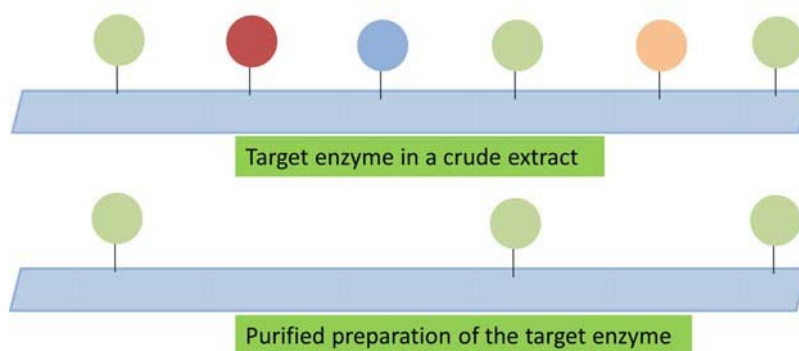 Target enzyme in a crude extract
Purified preparation of the target enzyme